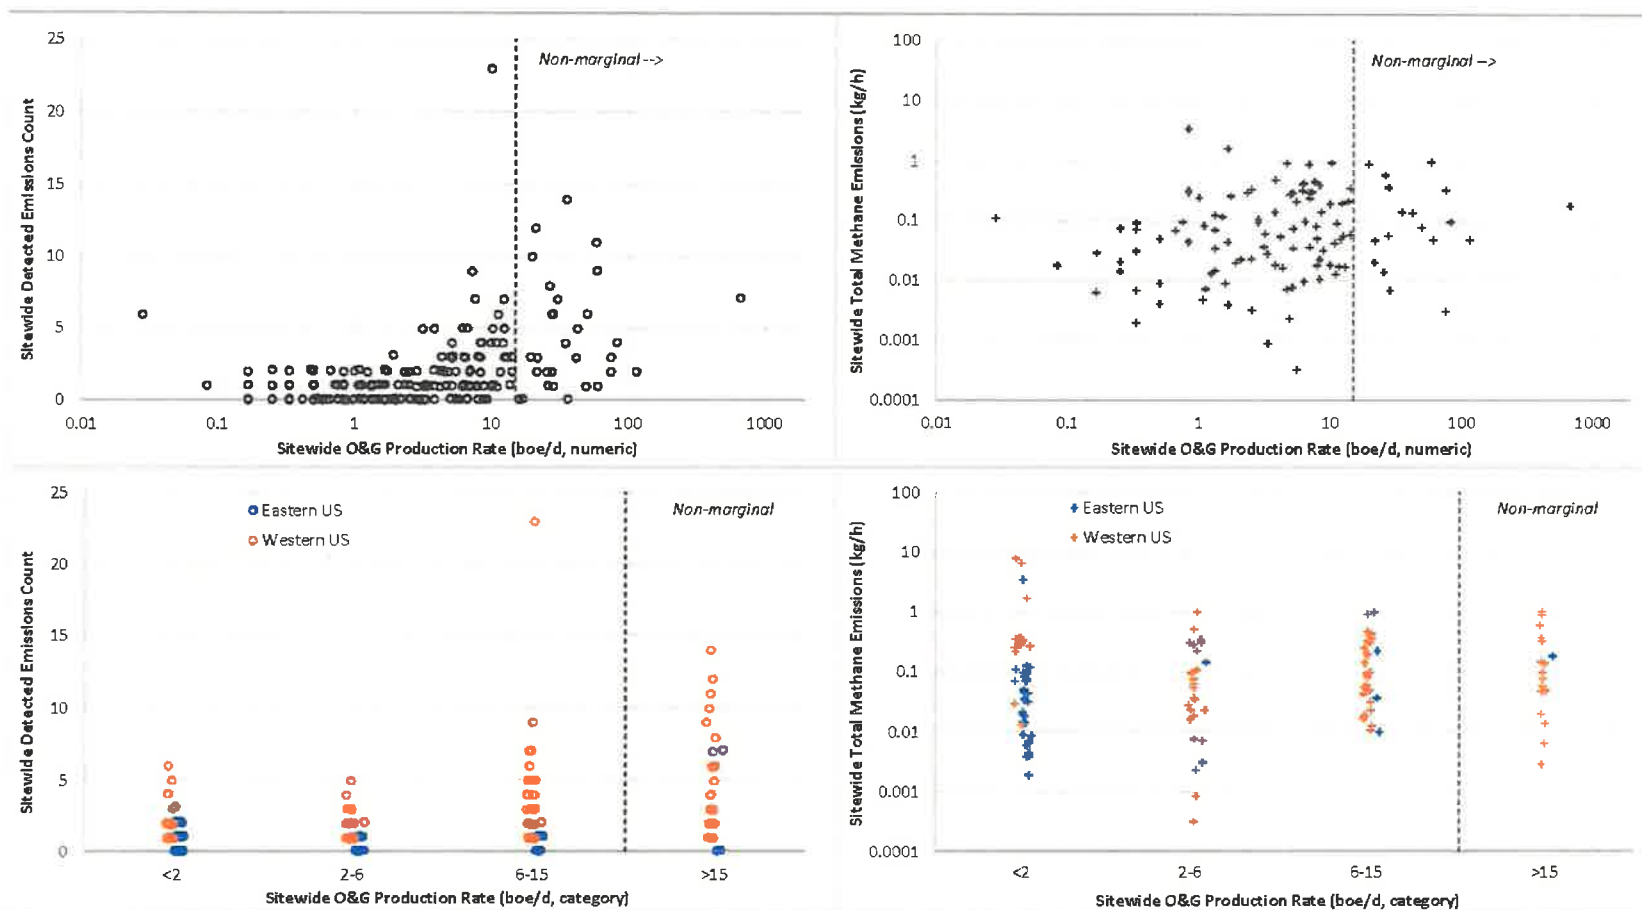 25
20
15
10
5
0
Sitewide Detected Emissions Count
Non-marginal -->
0.01 0.1 1 10 100 1000
Sitewide O&G Production Rate (boe/d, numeric)
100
10
1
0.1
0.01
0.001
0.0001
Sitewide Total Methane Emissions (kg/h)
Non-marginal -->
0.01 0.1 1 10 100 1000
Sitewide O&G Production Rate (boe/d, numeric)
25
20
15
10
5
0
Sitewide Detected Emissions Count
Eastern US
Western US
Non-marginal
<2 2-6 6-15 >15
Sitewide O&G Production Rate (boe/d, category)
100
10
1
0.1
0.01
0.001
0.0001
Sitewide Total Methane Emissions (kg/h)
Eastern US
Western US
Non-marginal
<2 2-6 6-15 >15
Sitewide O&G Production Rate (boe/d, category)